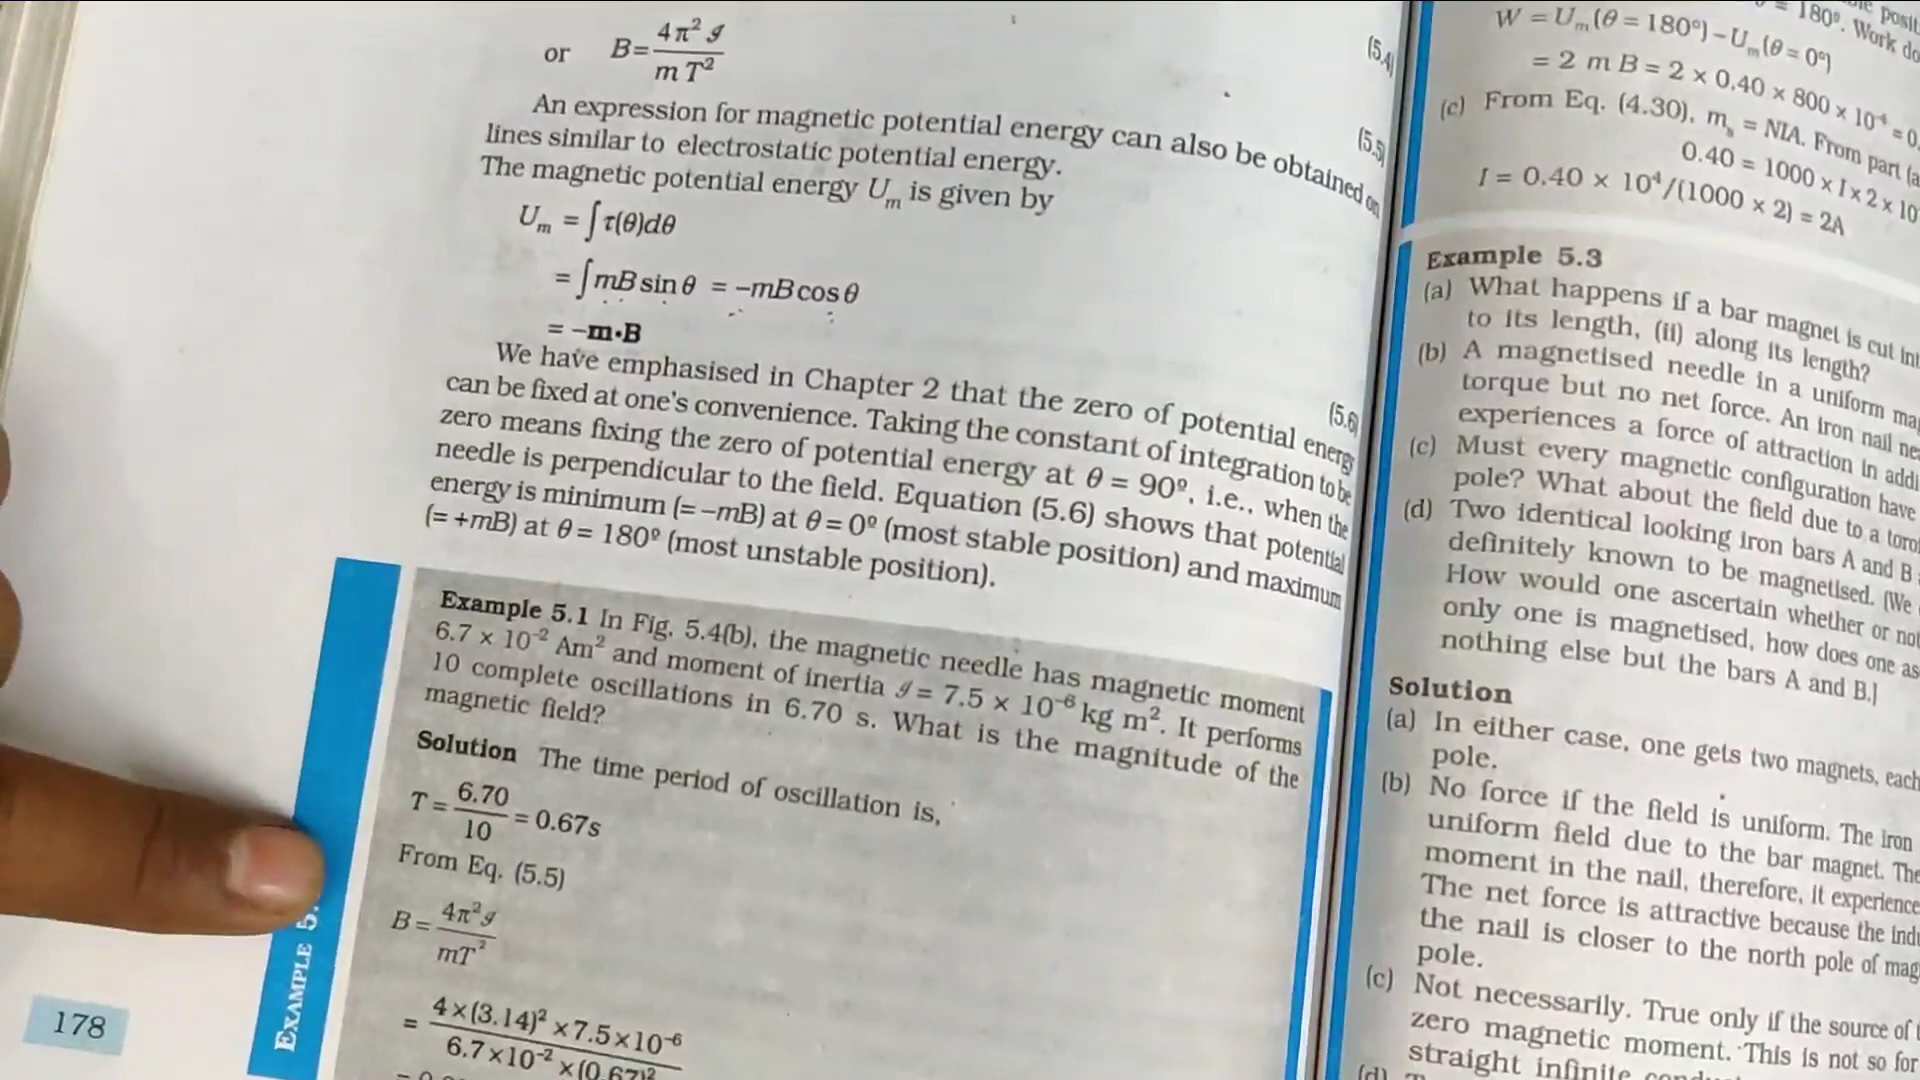 or B = 4π² I / m T² (5.4)
An expression for magnetic potential energy can also be obtained on (5.5)
lines similar to electrostatic potential energy.
The magnetic potential energy Um is given by
Um = ∫ τ(θ)dθ
= ∫ mB sin θ = −mB cos θ
= −m·B (5.6)
We have emphasised in Chapter 2 that the zero of potential energy
can be fixed at one's convenience. Taking the constant of integration to be
zero means fixing the zero of potential energy at θ = 90º, i.e., when the
needle is perpendicular to the field. Equation (5.6) shows that potential
energy is minimum (= −mB) at θ = 0º (most stable position) and maximum
(= +mB) at θ = 180º (most unstable position).
Example 5.1 In Fig. 5.4(b), the magnetic needle has magnetic moment
6.7 × 10⁻² Am² and moment of inertia I = 7.5 × 10⁻⁶ kg m². It performs
10 complete oscillations in 6.70 s. What is the magnitude of the
magnetic field?
Solution The time period of oscillation is,
T = 6.70 / 10 = 0.67s
From Eq. (5.5)
B = 4π² I / mT²
= 4×(3.14)²×7.5×10⁻⁶ / 6.7×10⁻²×(0.67)²
EXAMPLE 5.
178
= 180º. Work
W = Um (θ = 180º) − Um (θ = 0º)
= 2 m B = 2 × 0.40 × 800 × 10⁻⁴ = 0.
(c) From Eq. (4.30), ms = NIA. From part (a
0.40 = 1000 × I × 2 × 10
I = 0.40 × 10⁴/(1000 × 2) = 2A
Example 5.3
(a) What happens if a bar magnet is cut
to its length, (ii) along its length?
(b) A magnetised needle in a uniform
torque but no net force. An iron nail
experiences a force of attraction in
(c) Must every magnetic configuration have
pole? What about the field due to a
(d) Two identical looking iron bars A and B
definitely known to be magnetised. (We
How would one ascertain whether or not
only one is magnetised, how does one
nothing else but the bars A and B.]
Solution
(a) In either case, one gets two magnets, each
pole.
(b) No force if the field is uniform. The iron
uniform field due to the bar magnet. The
moment in the nail, therefore, it experience
The net force is attractive because the
the nail is closer to the north pole of
pole.
(c) Not necessarily. True only if the source of
zero magnetic moment. This is not so for
straight infinite
(d)